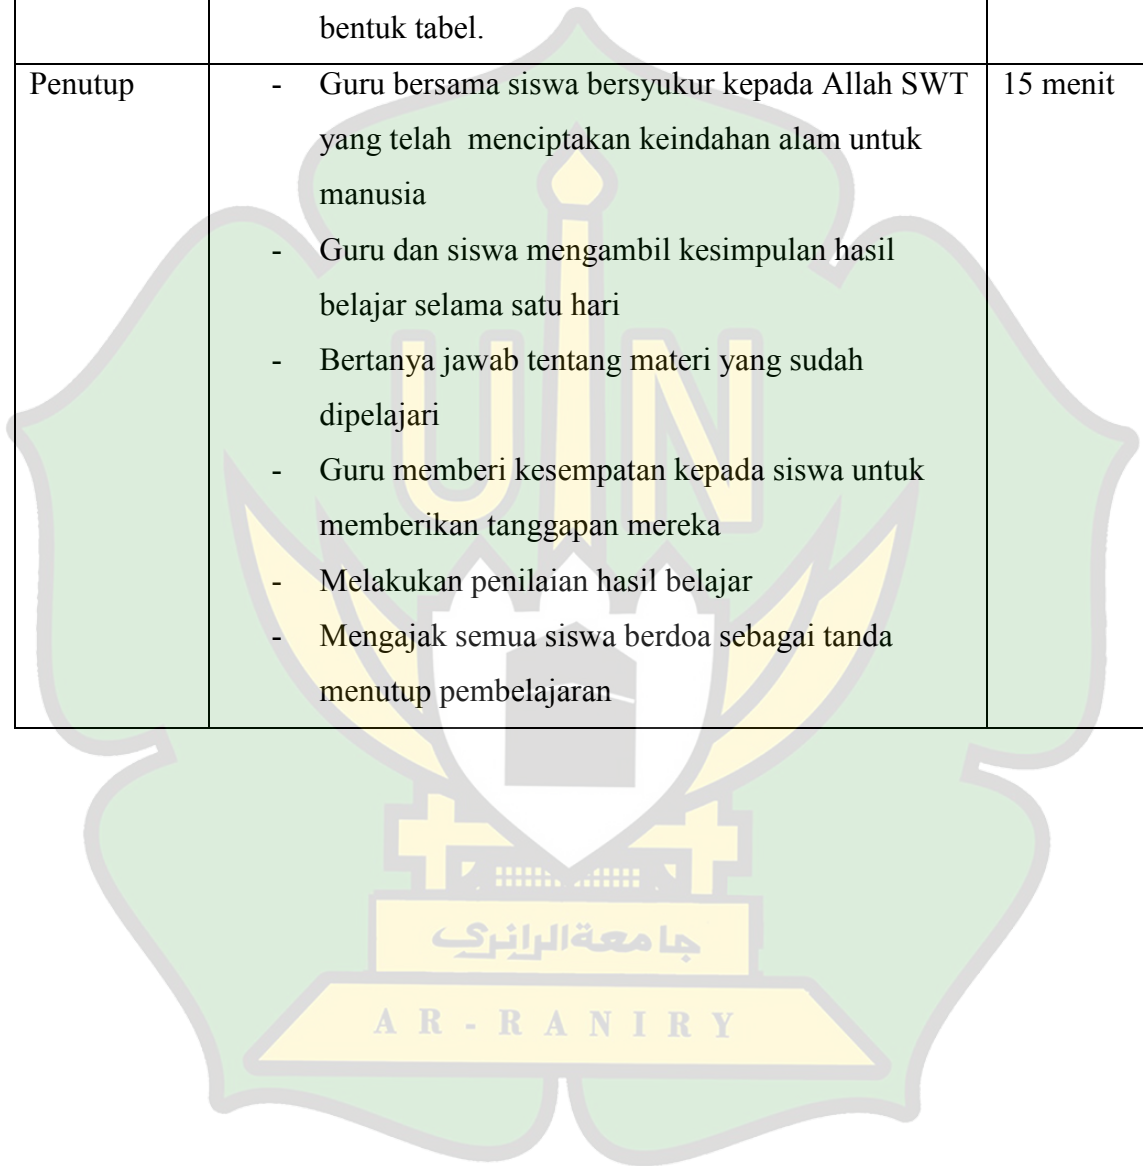 bentuk tabel.
Penutup - Guru bersama siswa bersyukur kepada Allah SWT 15 menit
yang telah menciptakan keindahan alam untuk
manusia
- Guru dan siswa mengambil kesimpulan hasil
belajar selama satu hari
- Bertanya jawab tentang materi yang sudah
dipelajari
- Guru memberi kesempatan kepada siswa untuk
memberikan tanggapan mereka
- Melakukan penilaian hasil belajar
- Mengajak semua siswa berdoa sebagai tanda
menutup pembelajaran
UIN
جامعةالرانري
AR-RANIRY